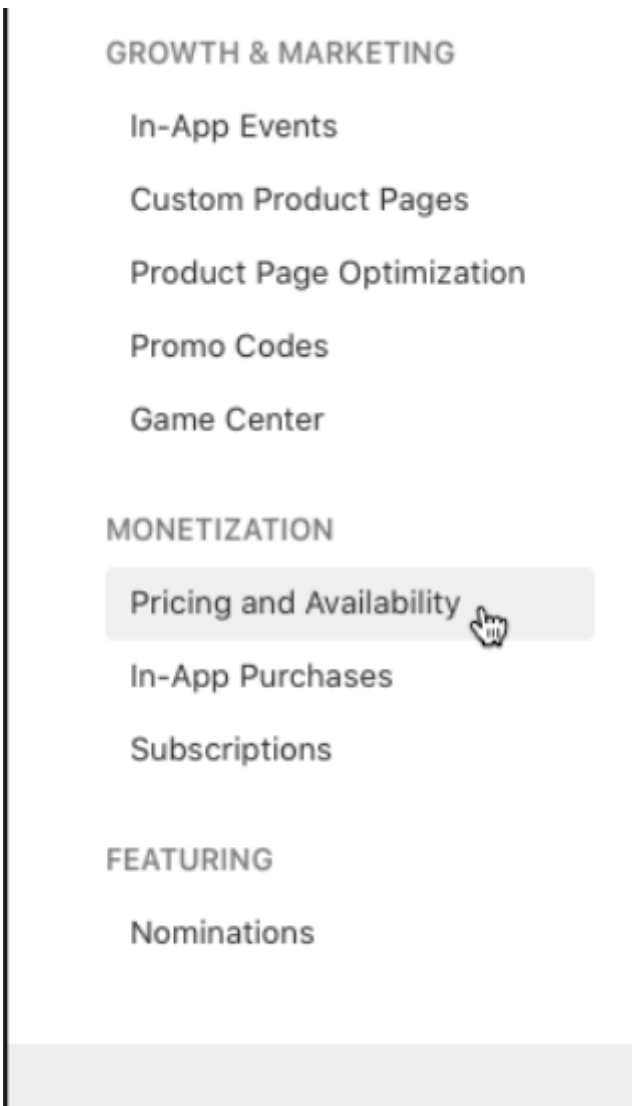 GROWTH & MARKETING
In-App Events
Custom Product Pages
Product Page Optimization
Promo Codes
Game Center
MONETIZATION
Pricing and Availability
In-App Purchases
Subscriptions
FEATURING
Nominations